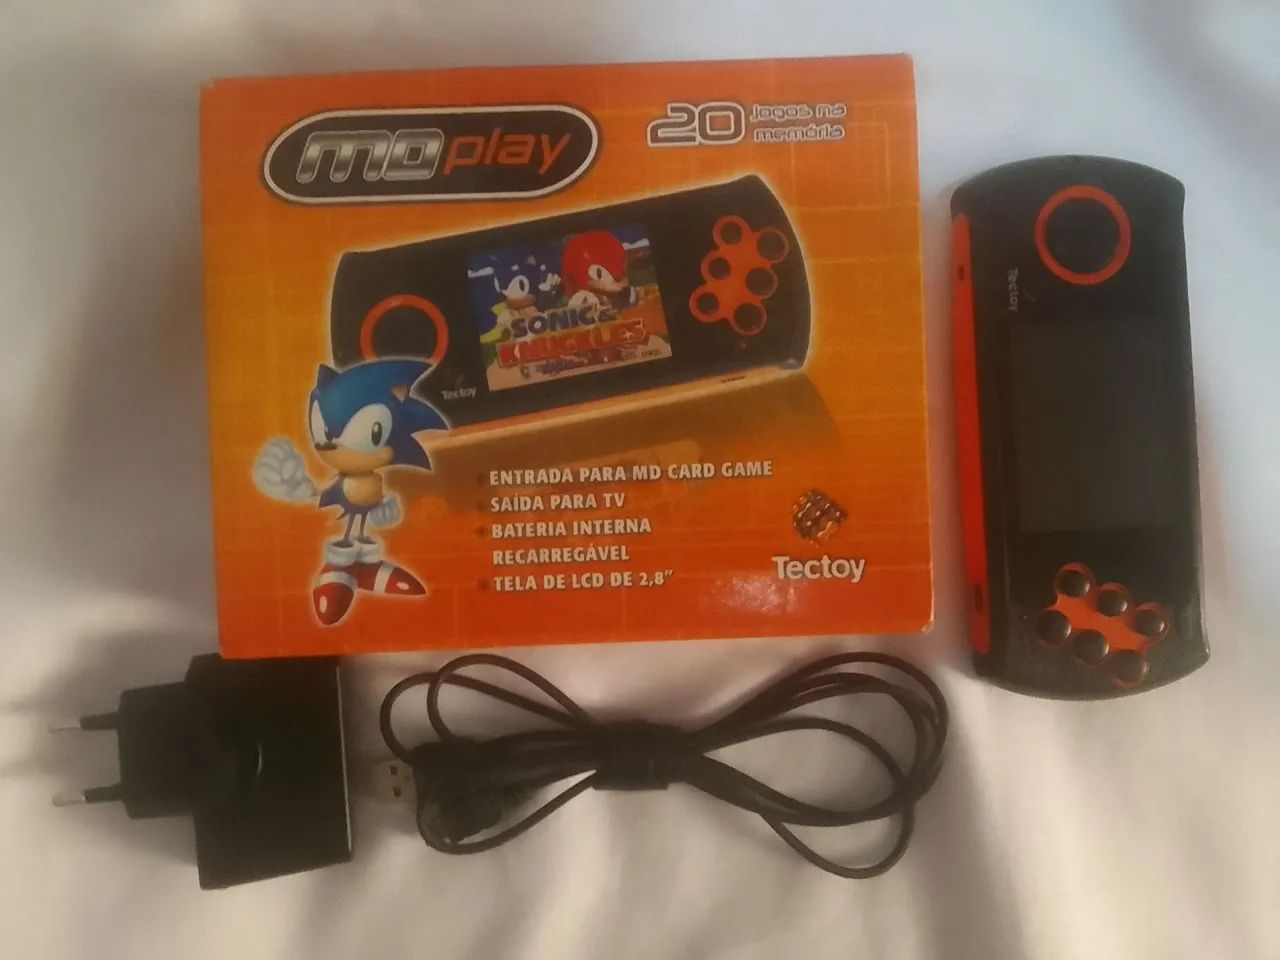 MD play
20 Jogos na
memória
SONIC &
KNUCKLES
Tectoy
ENTRADA PARA MD CARD GAME
SAÍDA PARA TV
BATERIA INTERNA
RECARREGÁVEL
TELA DE LCD DE 2,8"
Tectoy
Tectoy